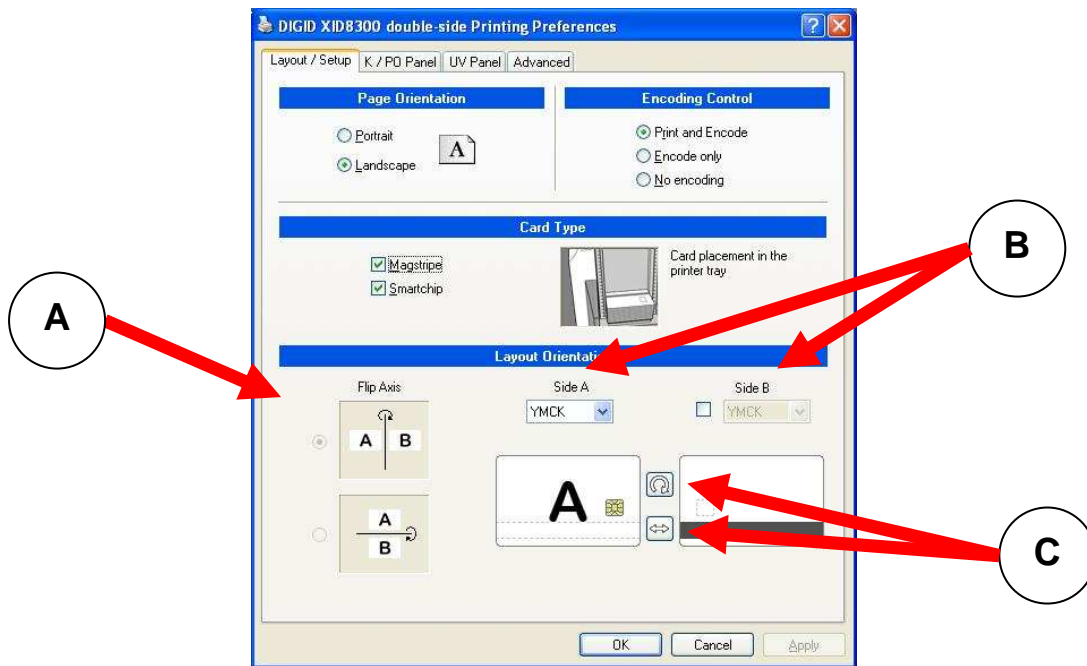 DIGID XID8300 double-side Printing Preferences
Layout / Setup K / PO Panel UV Panel Advanced
Page Orientation
Portrait
Landscape
A
Encoding Control
Print and Encode
Encode only
No encoding
Card Type
Magstripe
Smartchip
Card placement in the
printer tray
B
A
Layout Orientation
Flip Axis
A B
A
B
Side A
YMCK
Side B
YMCK
A
C
OK Cancel Apply